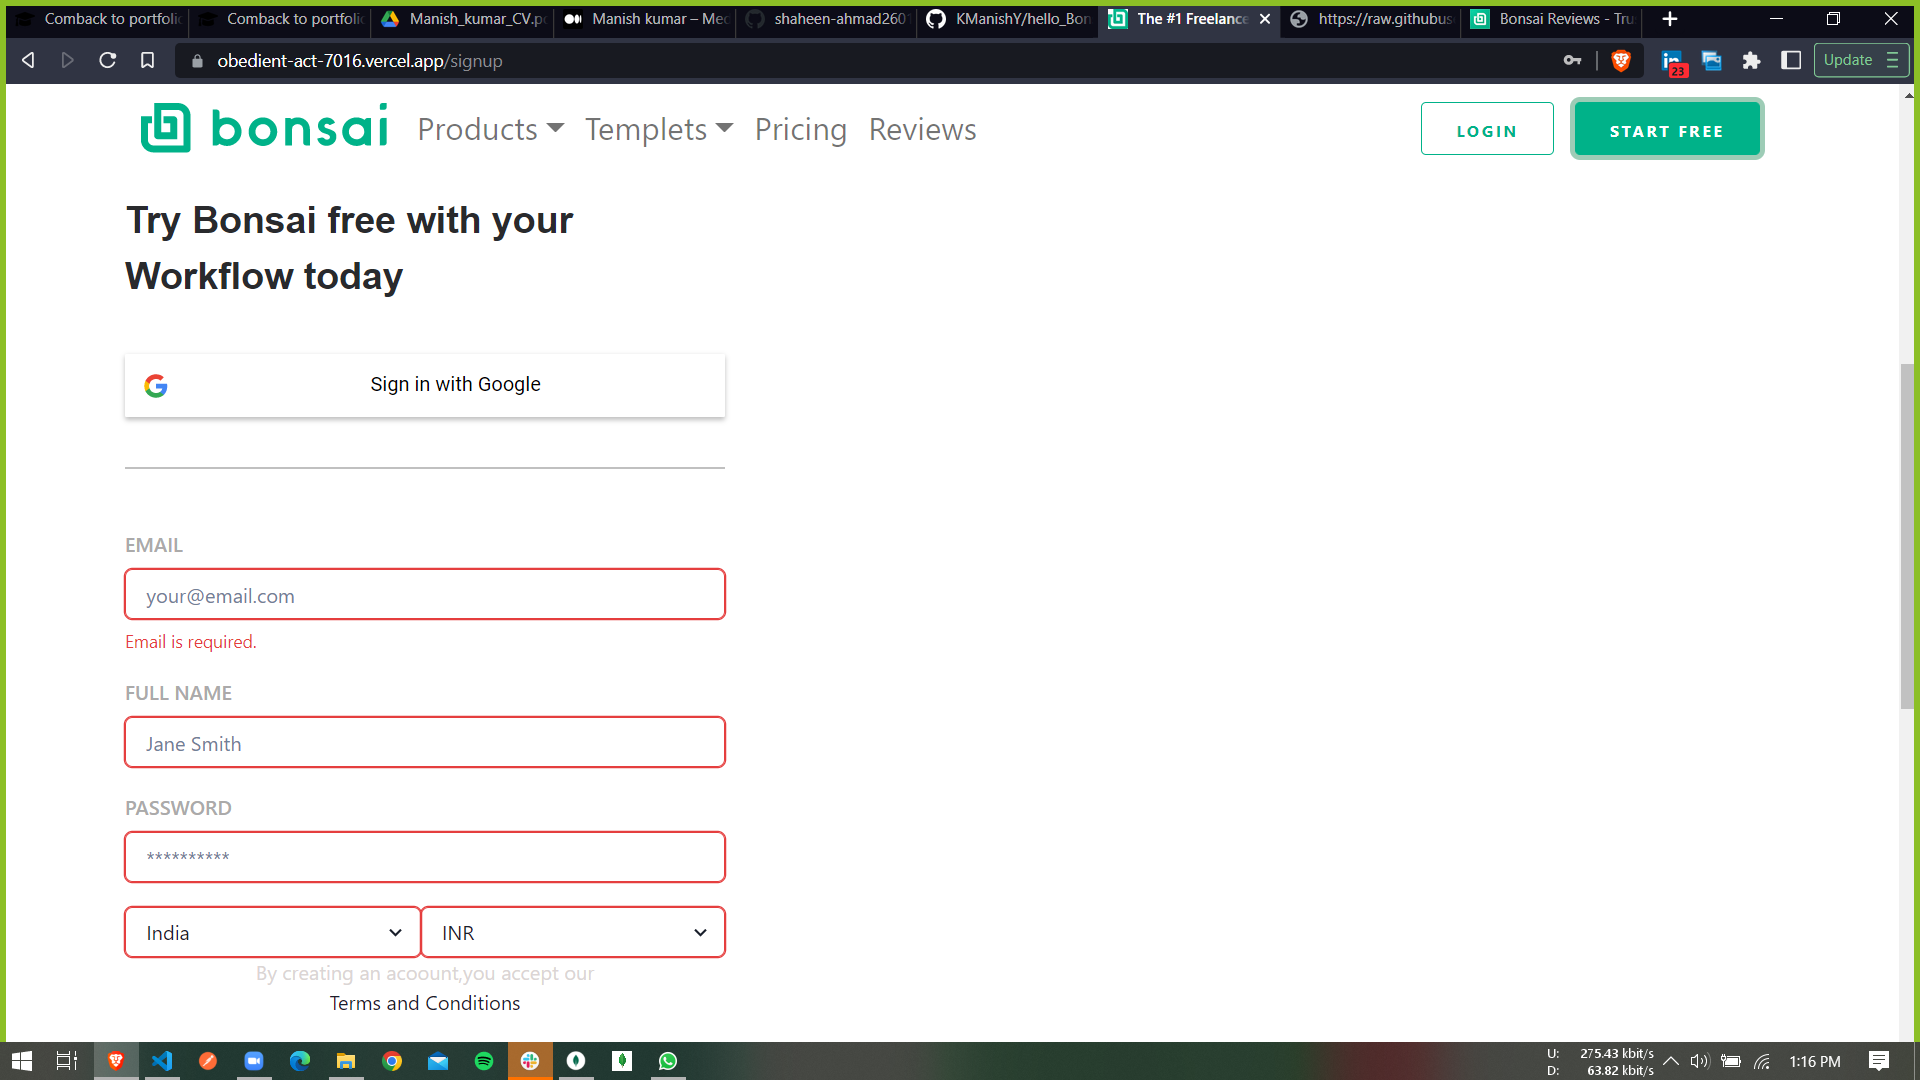 Comback to portfolio
Comback to portfolio
Manish_kumar_CV.p
Manish kumar – Med
shaheen-ahmad2601
KManishY/hello_Bon
The #1 Freelance
https://raw.githubus
Bonsai Reviews - Tru
obedient-act-7016.vercel.app/signup
in
23
Update
bonsai
Products
Templets
Pricing
Reviews
LOGIN
START FREE
Try Bonsai free with your
Workflow today
Sign in with Google
EMAIL
your@email.com
Email is required.
FULL NAME
Jane Smith
PASSWORD
**********
India
INR
By creating an acoount,you accept our
Terms and Conditions
U: 275.43 kbit/s
D: 63.82 kbit/s
1:16 PM